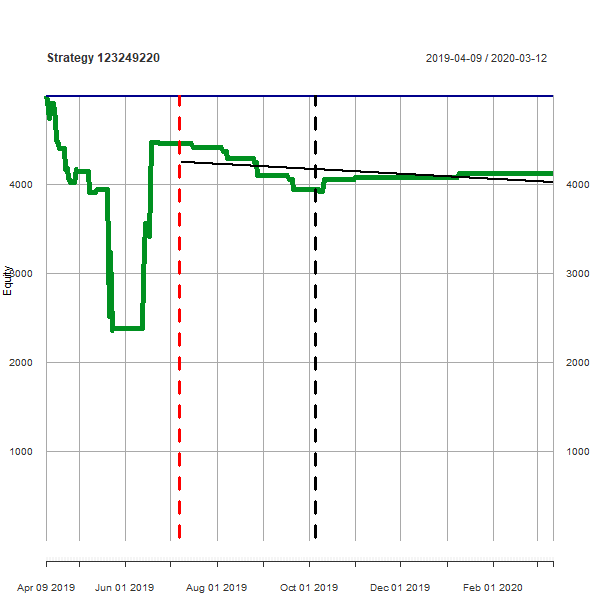 Strategy 123249220
2019-04-09 / 2020-03-12
4000
4000
3000
3000
Equity
2000
2000
1000
1000
Apr 09 2019
Jun 01 2019
Aug 01 2019
Oct 01 2019
Dec 01 2019
Feb 01 2020